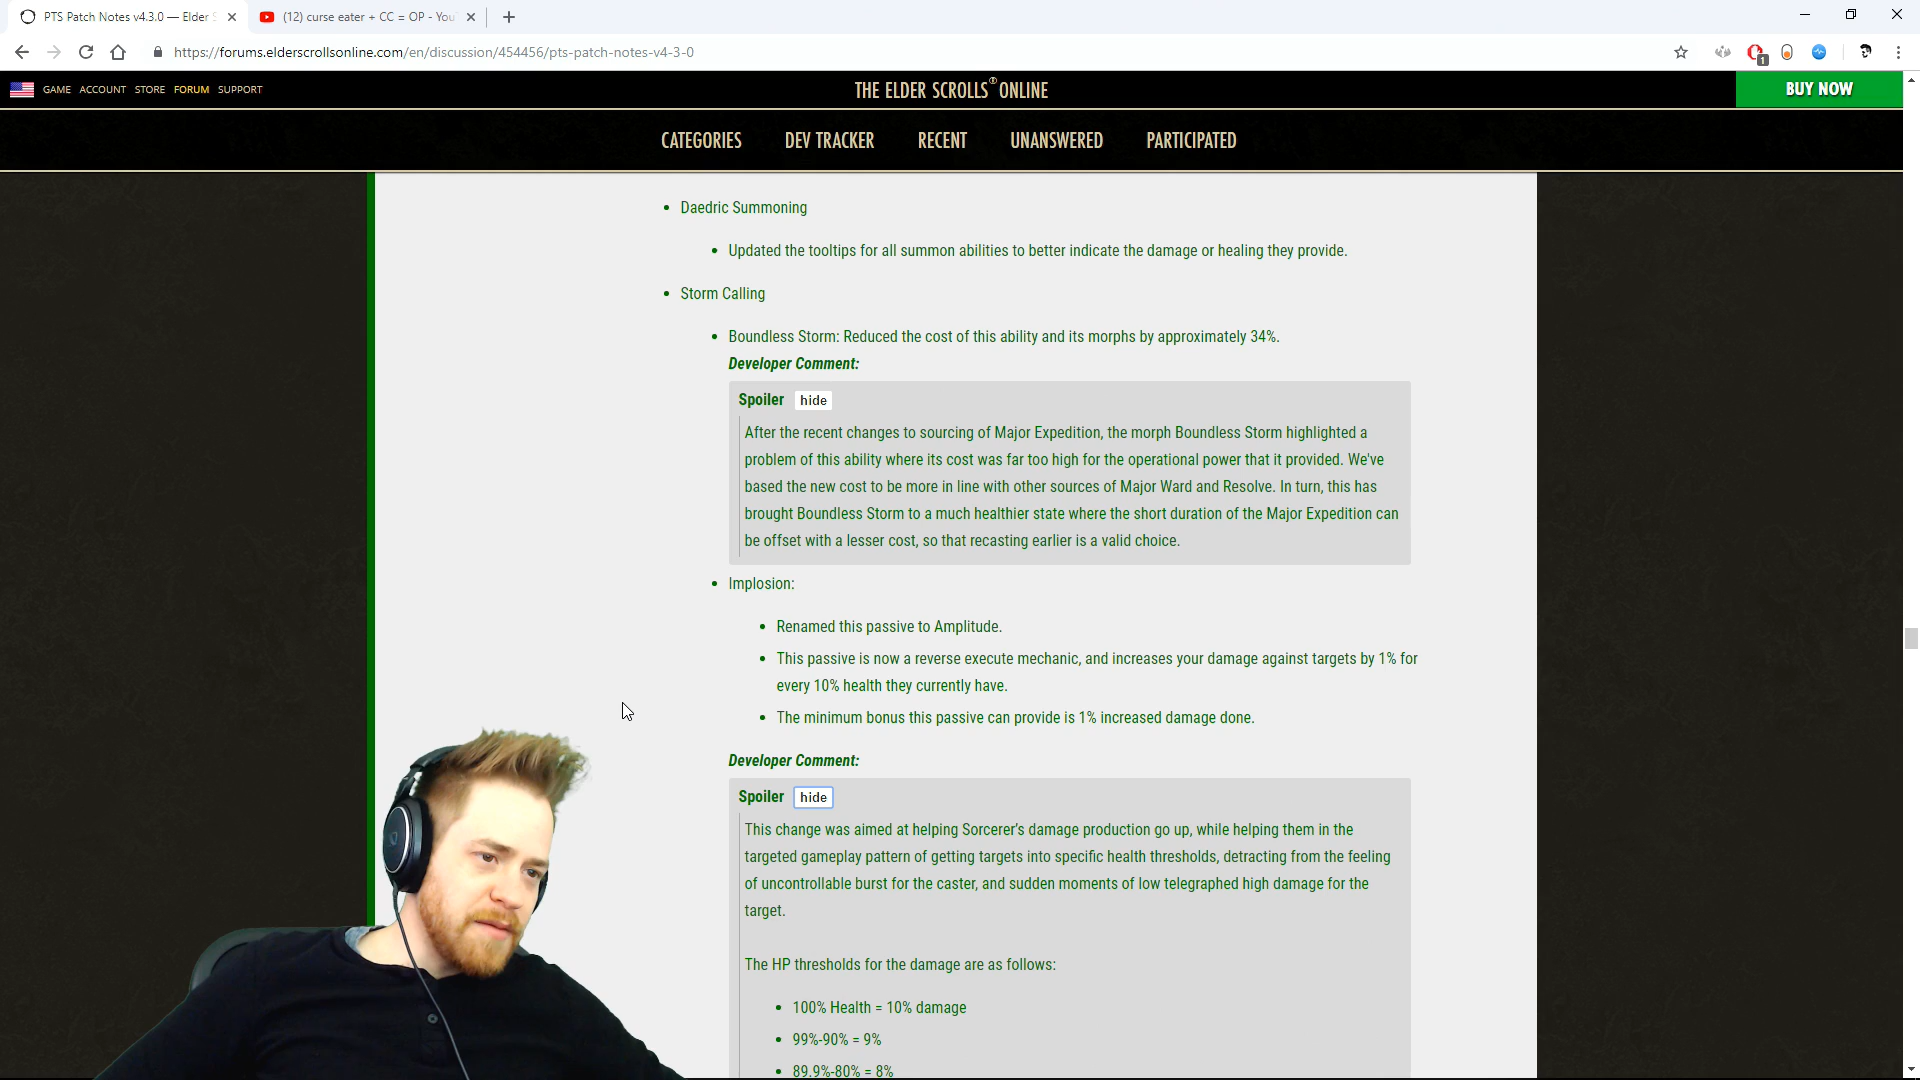 PTS Patch Notes v4.3.0 — Elder S
(12) curse eater + CC = OP - You
https://forums.elderscrollsonline.com/en/discussion/454456/pts-patch-notes-v4-3-0
1
GAME ACCOUNT STORE FORUM SUPPORT
THE ELDER SCROLLS ONLINE
BUY NOW
CATEGORIES DEV TRACKER RECENT UNANSWERED PARTICIPATED
Daedric Summoning
Updated the tooltips for all summon abilities to better indicate the damage or healing they provide.
Storm Calling
Boundless Storm: Reduced the cost of this ability and its morphs by approximately 34%.
Developer Comment:
Spoiler hide
After the recent changes to sourcing of Major Expedition, the morph Boundless Storm highlighted a
problem of this ability where its cost was far too high for the operational power that it provided. We've
based the new cost to be more in line with other sources of Major Ward and Resolve. In turn, this has
brought Boundless Storm to a much healthier state where the short duration of the Major Expedition can
be offset with a lesser cost, so that recasting earlier is a valid choice.
Implosion:
Renamed this passive to Amplitude.
This passive is now a reverse execute mechanic, and increases your damage against targets by 1% for
every 10% health they currently have.
The minimum bonus this passive can provide is 1% increased damage done.
Developer Comment:
Spoiler hide
This change was aimed at helping Sorcerer's damage production go up, while helping them in the
targeted gameplay pattern of getting targets into specific health thresholds, detracting from the feeling
of uncontrollable burst for the caster, and sudden moments of low telegraphed high damage for the
target.
The HP thresholds for the damage are as follows:
100% Health = 10% damage
99%-90% = 9%
89.9%-80% = 8%